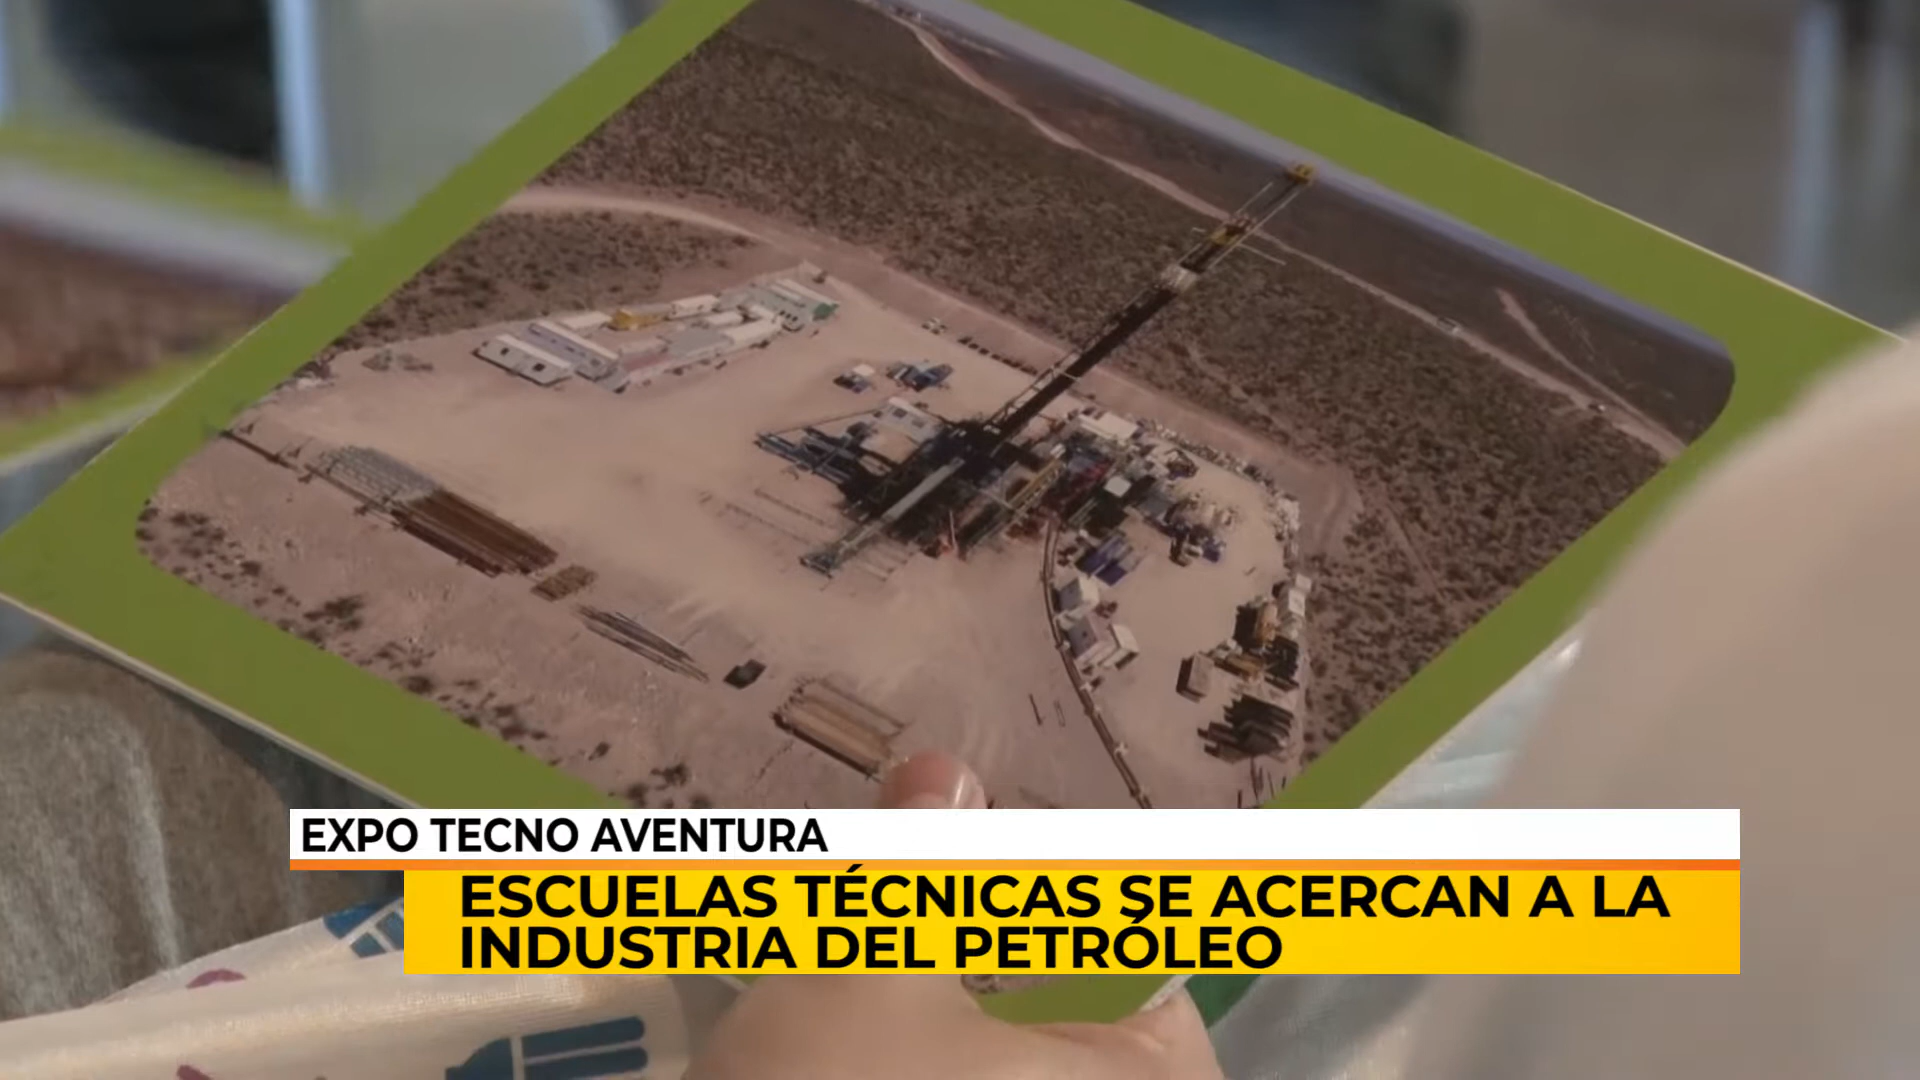 EXPO TECNO AVENTURA
ESCUELAS TÉCNICAS SE ACERCAN A LA
INDUSTRIA DEL PETRÓLEO